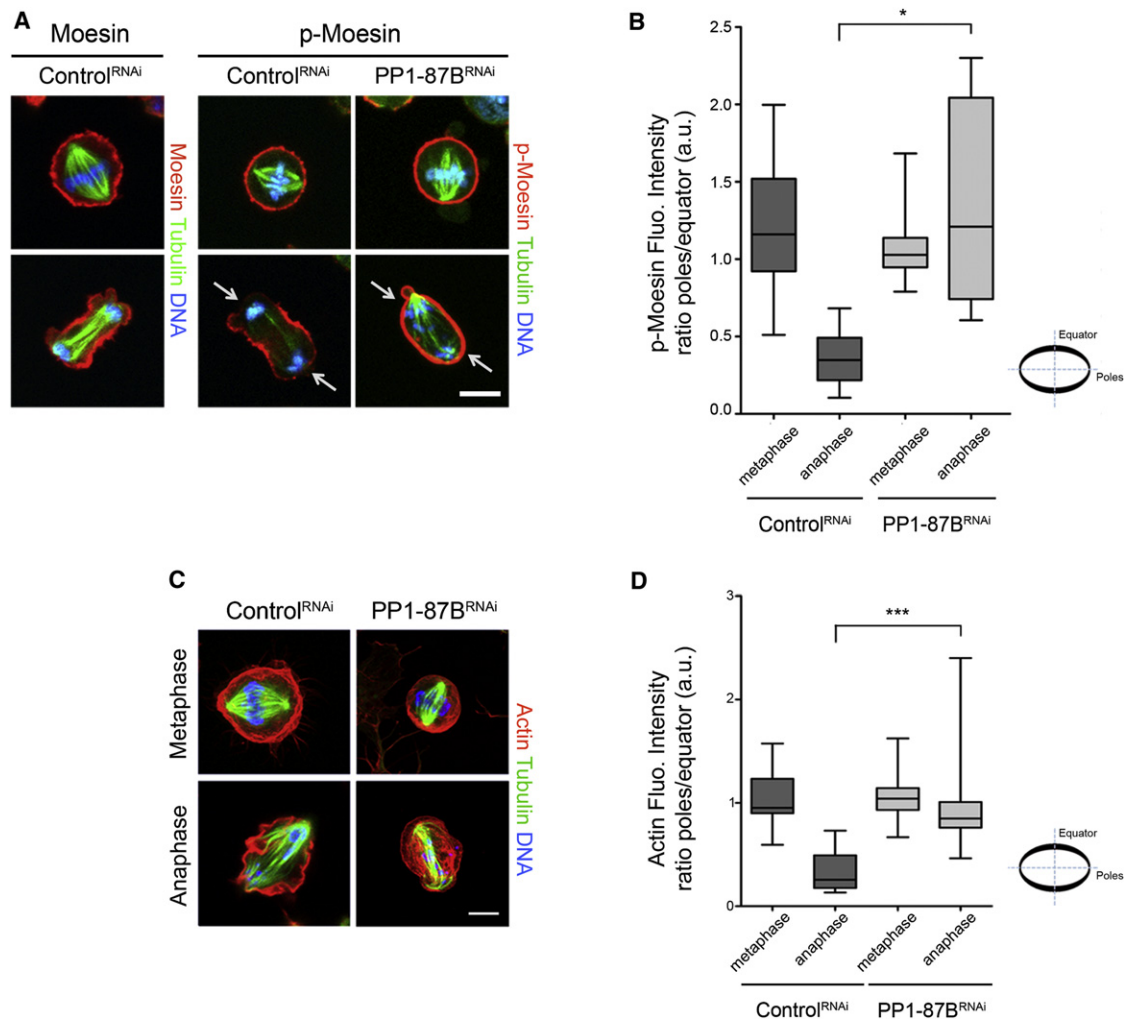 A
Moesin
p-Moesin
Control^RNAi
Control^RNAi
PP1-87B^RNAi
Moesin Tubulin DNA
p-Moesin Tubulin DNA
B
*
p-Moesin Fluo. Intensity
ratio poles/equator (a.u.)
2.5
2.0
1.5
1.0
0.5
0.0
metaphase
anaphase
metaphase
anaphase
Control^RNAi
PP1-87B^RNAi
Equator
Poles
C
Control^RNAi
PP1-87B^RNAi
Metaphase
Anaphase
Actin Tubulin DNA
D
***
Actin Fluo. Intensity
ratio poles/equator (a.u.)
3
2
1
0
metaphase
anaphase
metaphase
anaphase
Control^RNAi
PP1-87B^RNAi
Equator
Poles